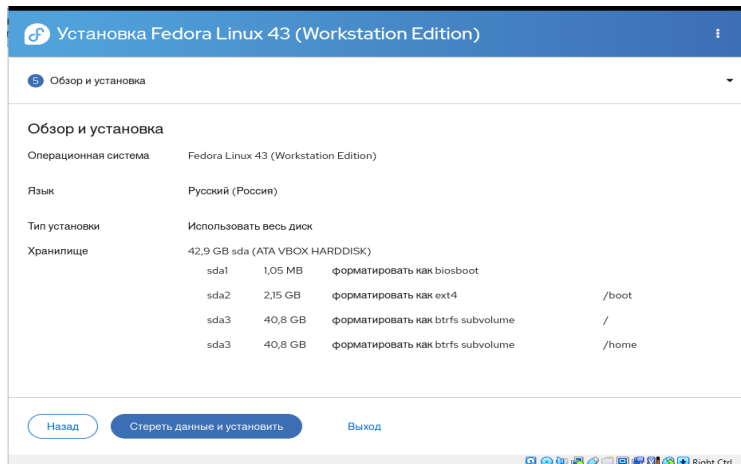 Установка Fedora Linux 43 (Workstation Edition)
5 Обзор и установка
Обзор и установка
Операционная система Fedora Linux 43 (Workstation Edition)
Язык Русский (Россия)
Тип установки Использовать весь диск
Хранилище 42,9 GB sda (ATA VBOX HARDDISK)
sda1 1,05 MB форматировать как biosboot
sda2 2,15 GB форматировать как ext4 /boot
sda3 40,8 GB форматировать как btrfs subvolume /
sda3 40,8 GB форматировать как btrfs subvolume /home
Назад Стереть данные и установить Выход
Right Ctrl